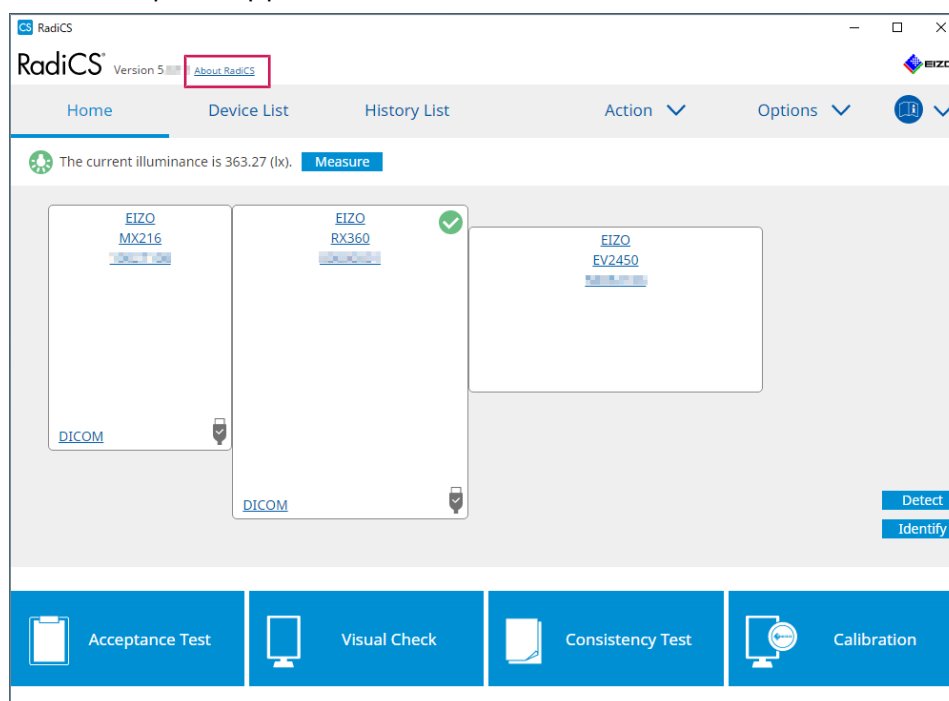 CS RadiCS
RadiCS Version 5. About RadiCS
EIZO
Home Device List History List Action Options
The current illuminance is 363.27 (lx). Measure
EIZO
MX216
DICOM
EIZO
RX360
DICOM
EIZO
EV2450
Detect
Identify
Acceptance Test Visual Check Consistency Test Calibration